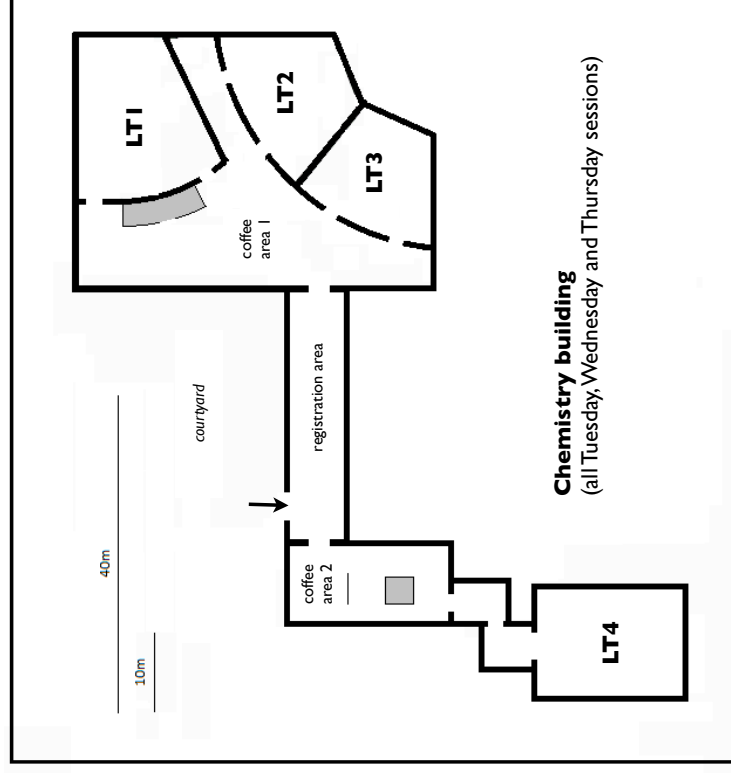 LT1
LT2
LT3
coffee
area 1
registration area
courtyard
coffee
area 2
LT4
40m
10m
Chemistry building
(all Tuesday, Wednesday and Thursday sessions)